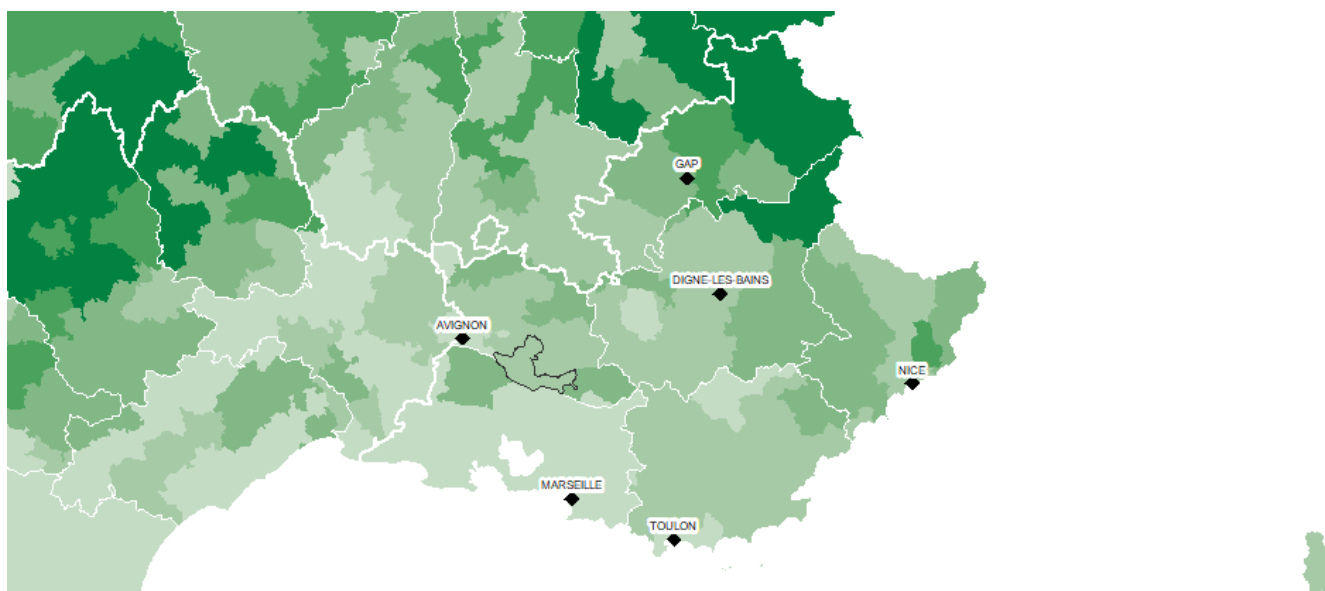 GAP
DIGNE-LES-BAINS
AVIGNON
NICE
MARSEILLE
TOULON